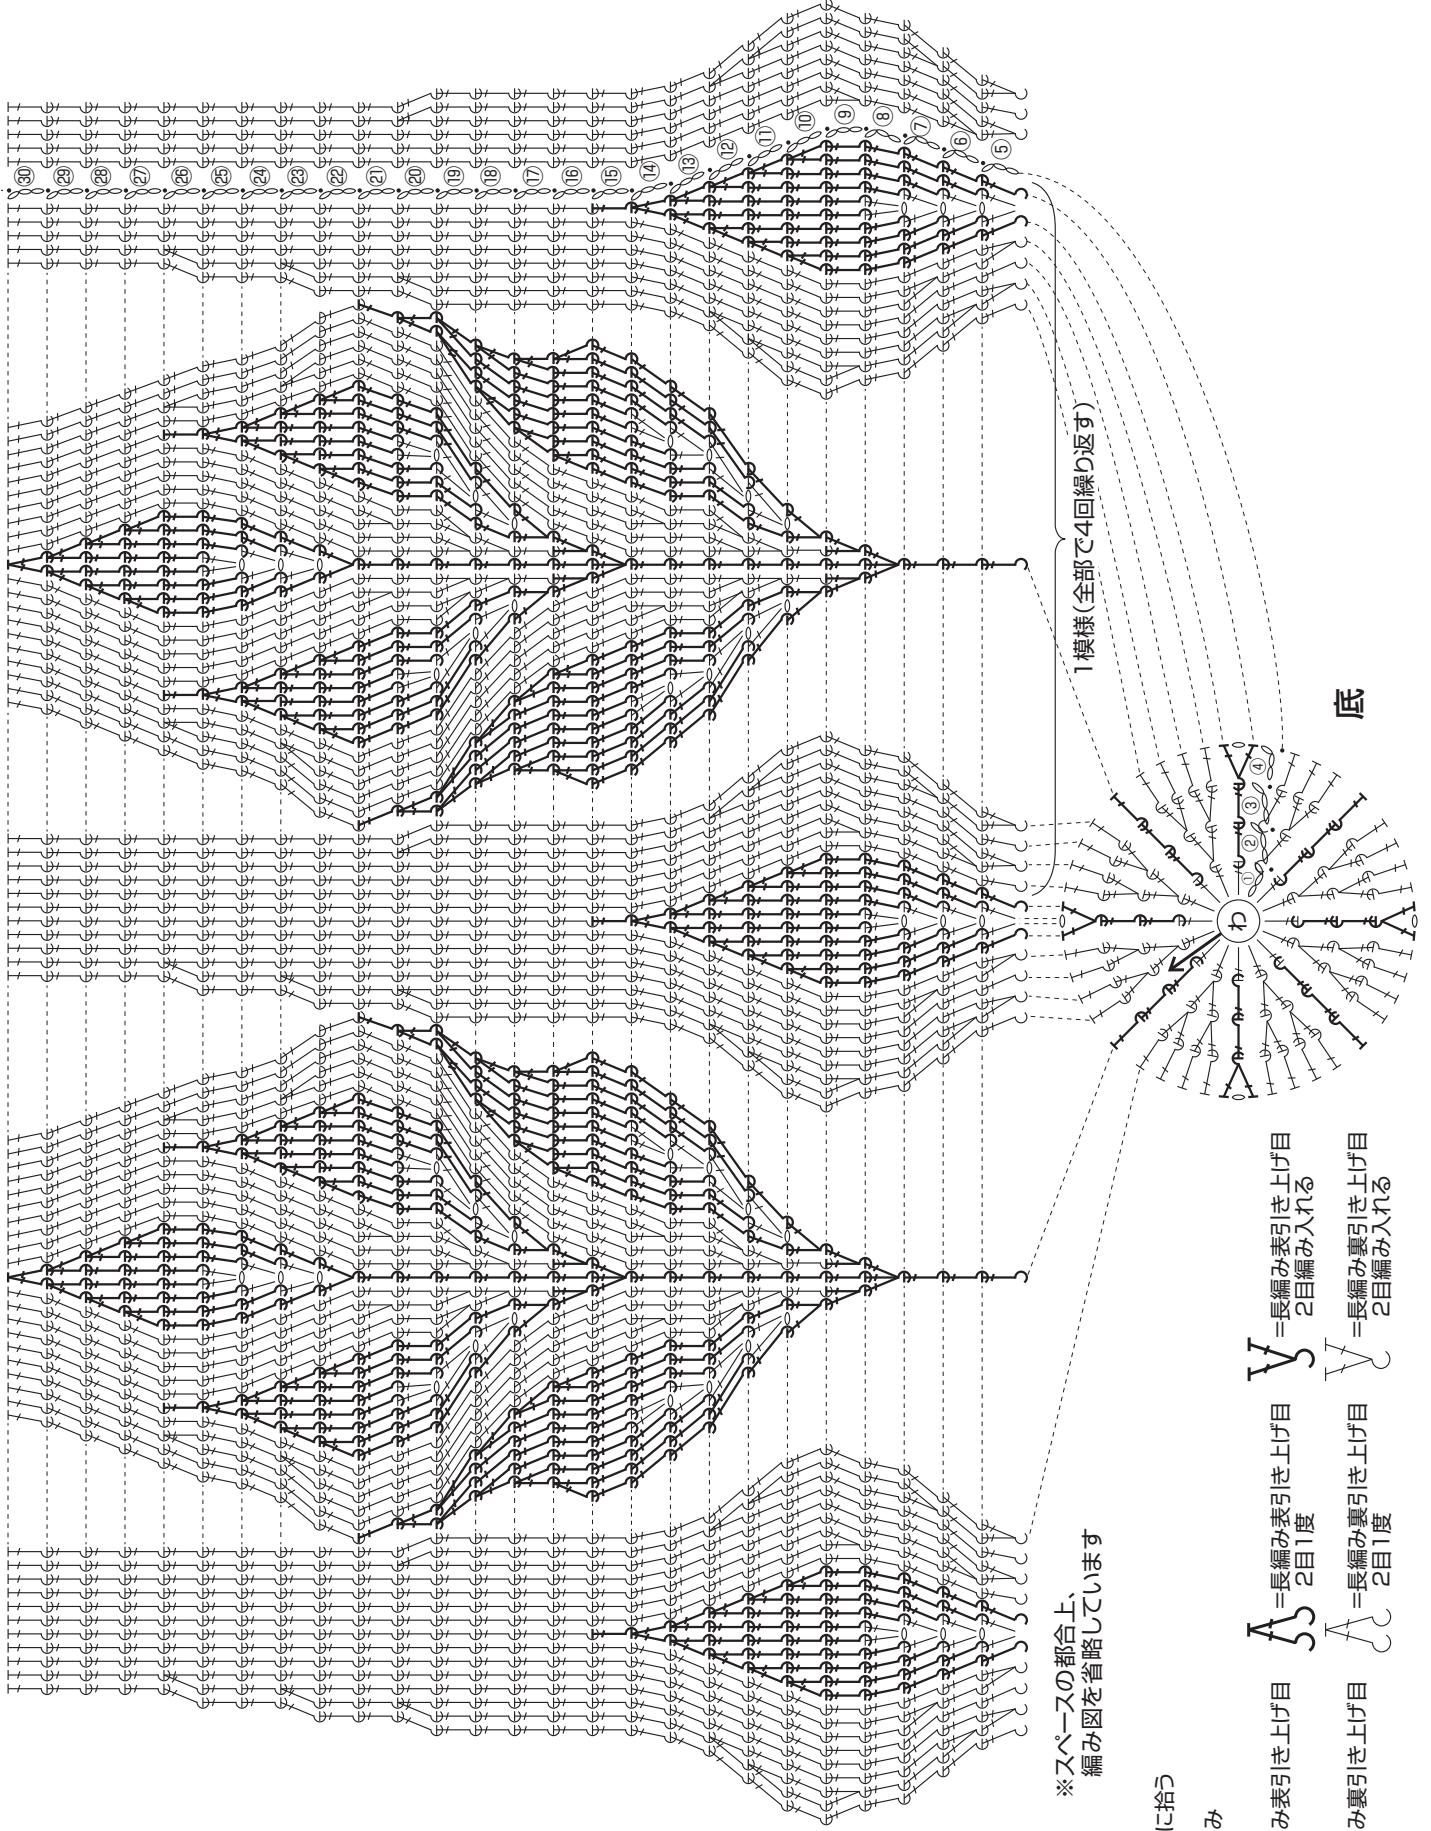 ㉚
㉙
㉘
㉗
㉖
㉕
㉔
㉓
㉒
㉑
⑳
⑲
⑱
⑰
⑯
⑮
⑭
⑬
⑫
⑪
⑩
⑨
⑧
⑦
⑥
⑤
1模様(全部で4回繰り返す)
底
④
③
②
①
わ
※スペースの都合上、
編み図を省略しています
に拾う
み
み表引き上げ目
=長編み表引き上げ目
2目1度
=長編み表引き上げ目
2目編み入れる
み裏引き上げ目
=長編み裏引き上げ目
2目1度
=長編み裏引き上げ目
2目編み入れる